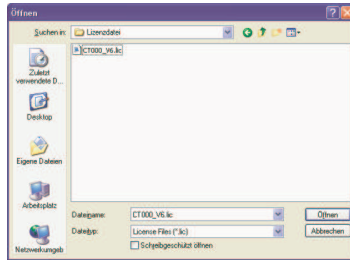 Öffnen
Suchen in: Lizenzdatei
CT000_V6.lic
Zuletzt
verwendete D...
Desktop
Eigene Dateien
Arbeitsplatz
Netzwerkumgeb
Dateiname: CT000_V6.lic Öffnen
Dateityp: License Files (*.lic) Abbrechen
Schreibgeschützt öffnen